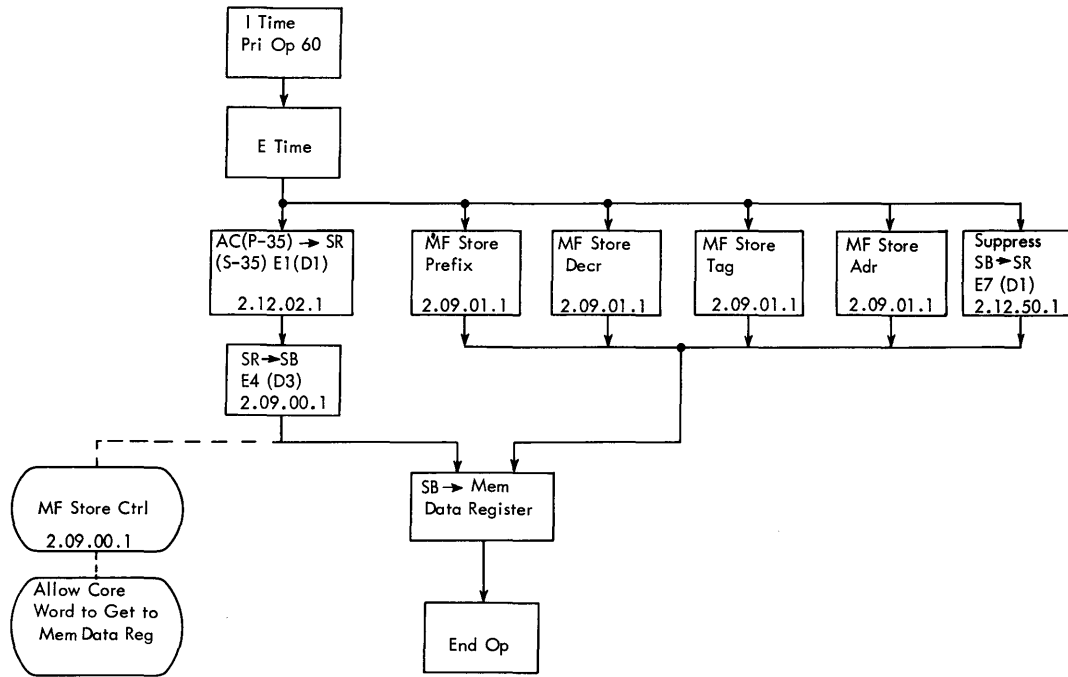 I Time
Pri Op 60
E Time
AC(P-35) → SR
(S-35) E1(D1)
2.12.02.1
MF Store
Prefix
2.09.01.1
MF Store
Decr
2.09.01.1
MF Store
Tag
2.09.01.1
MF Store
Adr
2.09.01.1
Suppress
SB → SR
E7 (D1)
2.12.50.1
SR → SB
E4 (D3)
2.09.00.1
MF Store Ctrl
2.09.00.1
SB → Mem
Data Register
Allow Core
Word to Get to
Mem Data Reg
End Op